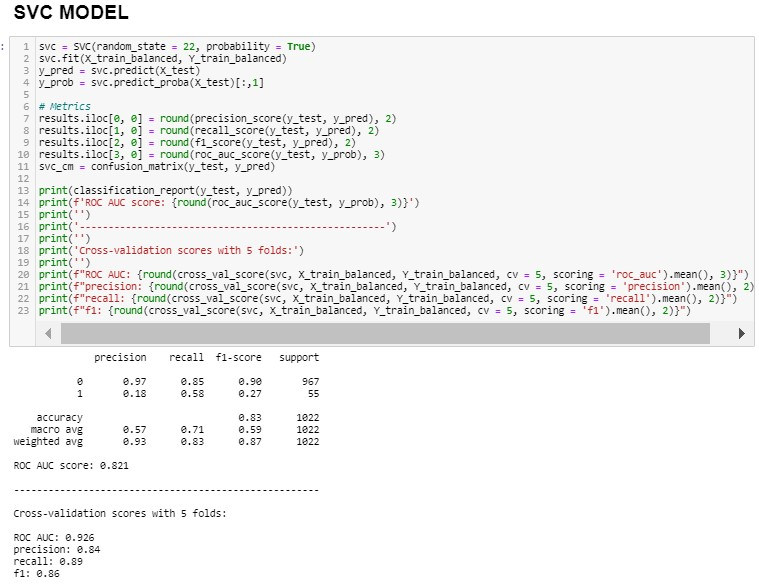 SVC MODEL
:
1 svc = SVC(random_state = 22, probability = True)
2 svc.fit(X_train_balanced, Y_train_balanced)
3 y_pred = svc.predict(X_test)
4 y_prob = svc.predict_proba(X_test)[:,1]
5
6 # Metrics
7 results.iloc[0, 0] = round(precision_score(y_test, y_pred), 2)
8 results.iloc[1, 0] = round(recall_score(y_test, y_pred), 2)
9 results.iloc[2, 0] = round(f1_score(y_test, y_pred), 2)
10 results.iloc[3, 0] = round(roc_auc_score(y_test, y_prob), 3)
11 svc_cm = confusion_matrix(y_test, y_pred)
12
13 print(classification_report(y_test, y_pred))
14 print(f'ROC AUC score: {round(roc_auc_score(y_test, y_prob), 3)}')
15 print('')
16 print('---------------------------------------------------')
17 print('')
18 print('Cross-validation scores with 5 folds:')
19 print('')
20 print(f"ROC AUC: {round(cross_val_score(svc, X_train_balanced, Y_train_balanced, cv = 5, scoring = 'roc_auc').mean(), 3)}")
21 print(f"precision: {round(cross_val_score(svc, X_train_balanced, Y_train_balanced, cv = 5, scoring = 'precision').mean(), 2)
22 print(f"recall: {round(cross_val_score(svc, X_train_balanced, Y_train_balanced, cv = 5, scoring = 'recall').mean(), 2)}")
23 print(f"f1: {round(cross_val_score(svc, X_train_balanced, Y_train_balanced, cv = 5, scoring = 'f1').mean(), 2)}")
precision recall f1-score support
0 0.97 0.85 0.90 967
1 0.18 0.58 0.27 55
accuracy 0.83 1022
macro avg 0.57 0.71 0.59 1022
weighted avg 0.93 0.83 0.87 1022
ROC AUC score: 0.821
---------------------------------------------------
Cross-validation scores with 5 folds:
ROC AUC: 0.926
precision: 0.84
recall: 0.89
f1: 0.86